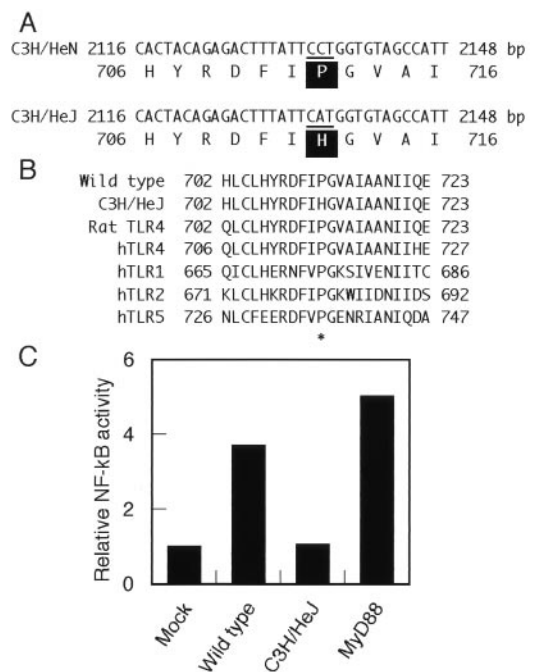 A
C3H/HeN 2116 CACTACAGAGACTTTATTCCTGGTGTAGCCATT 2148 bp
706 H Y R D F I P G V A I 716
C3H/HeJ 2116 CACTACAGAGACTTTATTCATGGTGTAGCCATT 2148 bp
706 H Y R D F I H G V A I 716
B
Wild type 702 HLCLHYRDFIPGVAIAANIIQE 723
C3H/HeJ 702 HLCLHYRDFIHGVAIAANIIQE 723
Rat TLR4 702 QLCLHYRDFIPGVAIAANIIQE 723
hTLR4 706 QLCLHYRDFIPGVAIAANIIHE 727
hTLR1 665 QICLHERNFVPGKSIVENIITC 686
hTLR2 671 KLCLHKRDFIPGKWIIDNIIDS 692
hTLR5 726 NLCFEERDFVPGENRIANIQDA 747
*
C
Relative NF-kB activity
6
4
2
0
Mock
Wild type
C3H/HeJ
MyD88